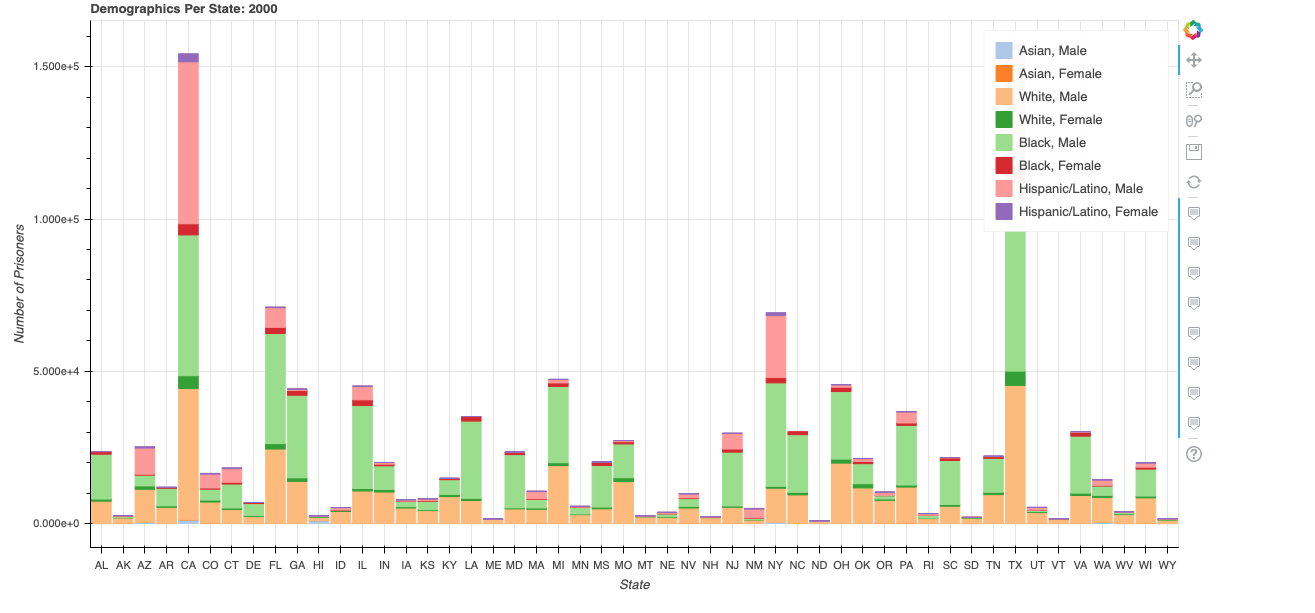 Demographics Per State: 2000
Number of Prisoners
1.500e+5
1.000e+5
5.000e+4
0.000e+0
Asian, Male
Asian, Female
White, Male
White, Female
Black, Male
Black, Female
Hispanic/Latino, Male
Hispanic/Latino, Female
AL AK AZ AR CA CO CT DE FL GA HI ID IL IN IA KS KY LA ME MD MA MI MN MS MO MT NE NV NH NJ NM NY NC ND OH OK OR PA RI SC SD TN TX UT VT VA WA WV WI WY
State